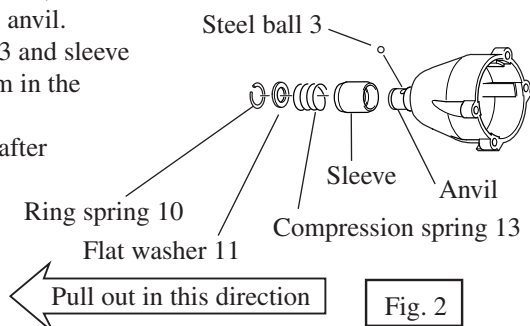 anvil.
3 and sleeve
m in the
after
Steel ball 3
Sleeve
Anvil
Ring spring 10
Compression spring 13
Flat washer 11
Pull out in this direction
Fig. 2